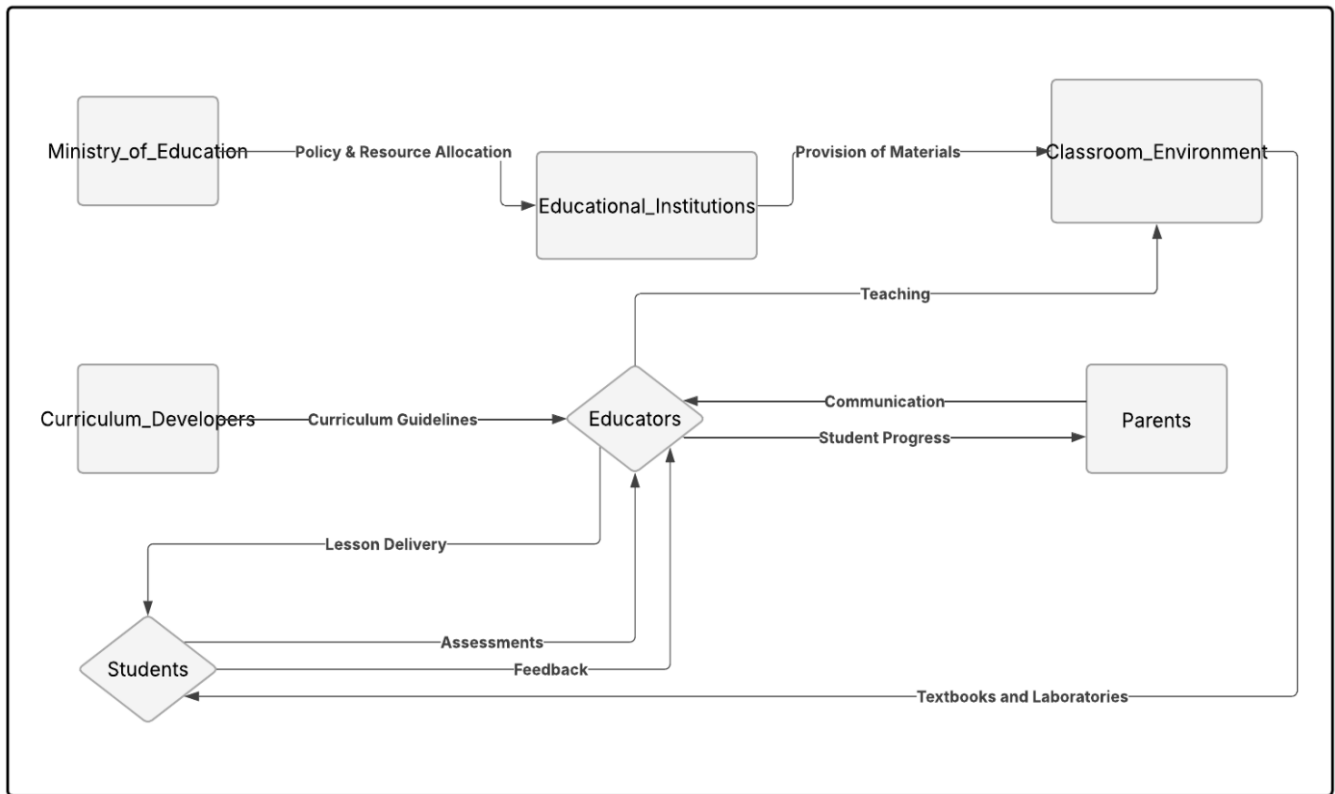 Ministry_of_Education
Policy & Resource Allocation
Educational_Institutions
Provision of Materials
Classroom_Environment
Teaching
Curriculum_Developers
Curriculum Guidelines
Educators
Communication
Student Progress
Parents
Lesson Delivery
Students
Assessments
Feedback
Textbooks and Laboratories